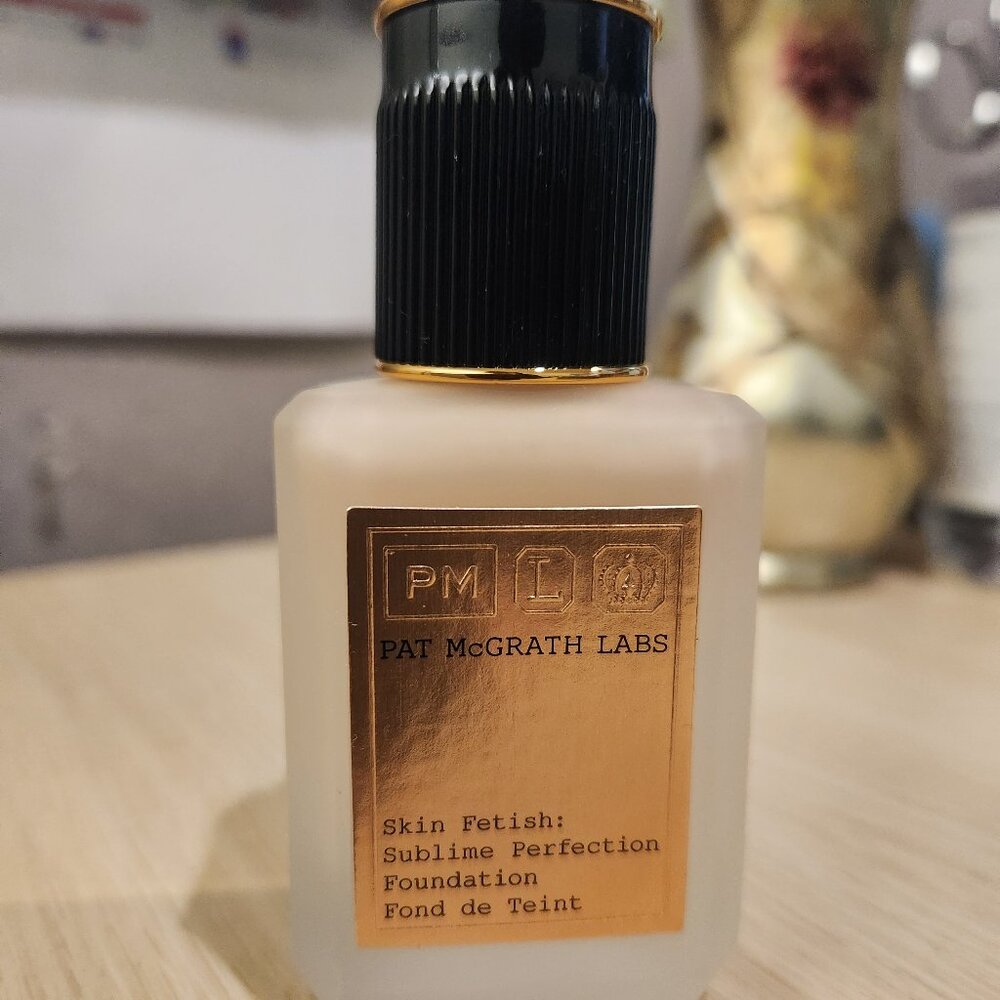 PM L
PAT McGRATH LABS
Skin Fetish:
Sublime Perfection
Foundation
Fond de Teint